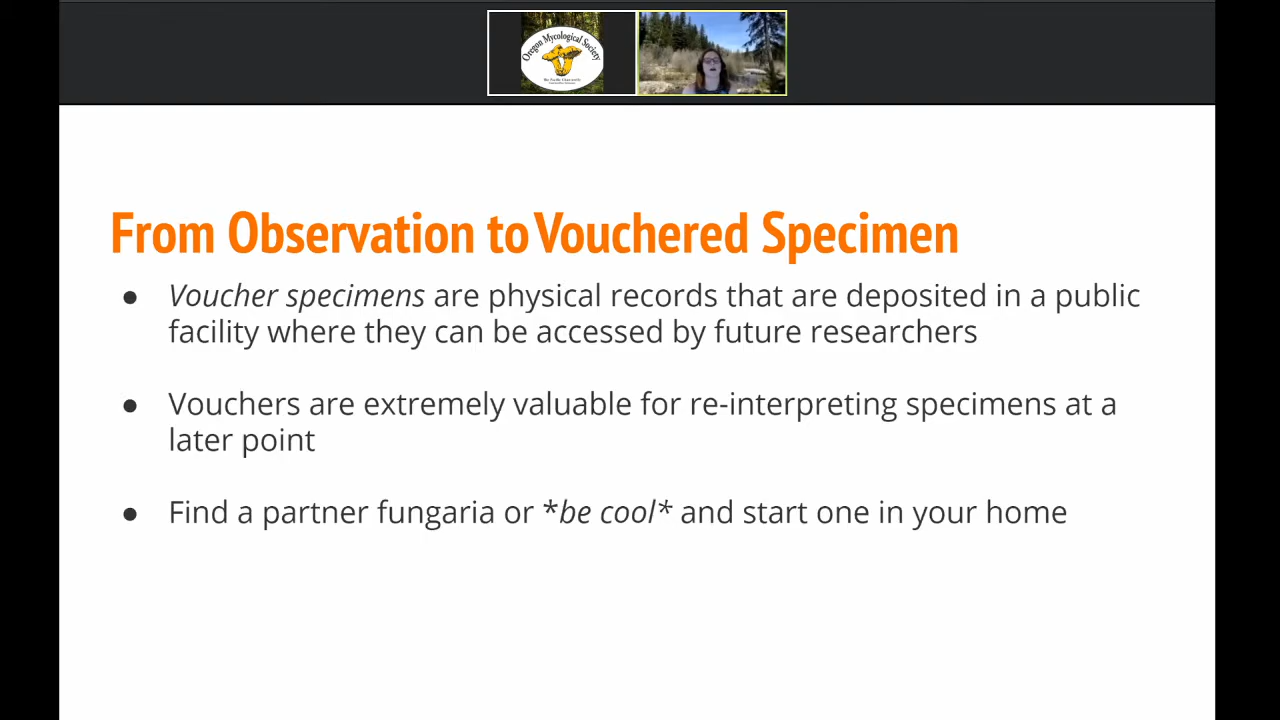 Oregon Mycological Society
From Observation to Vouchered Specimen
● Voucher specimens are physical records that are deposited in a public
facility where they can be accessed by future researchers
● Vouchers are extremely valuable for re-interpreting specimens at a
later point
● Find a partner fungaria or *be cool* and start one in your home